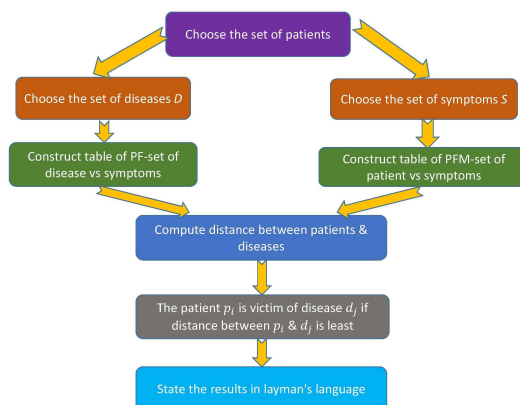 Choose the set of patients
Choose the set of diseases D
Choose the set of symptoms S
Construct table of PF-set of
disease vs symptoms
Construct table of PFM-set of
patient vs symptoms
Compute distance between patients &
diseases
The patient pᵢ is victim of disease dⱼ if
distance between pᵢ & dⱼ is least
State the results in layman's language